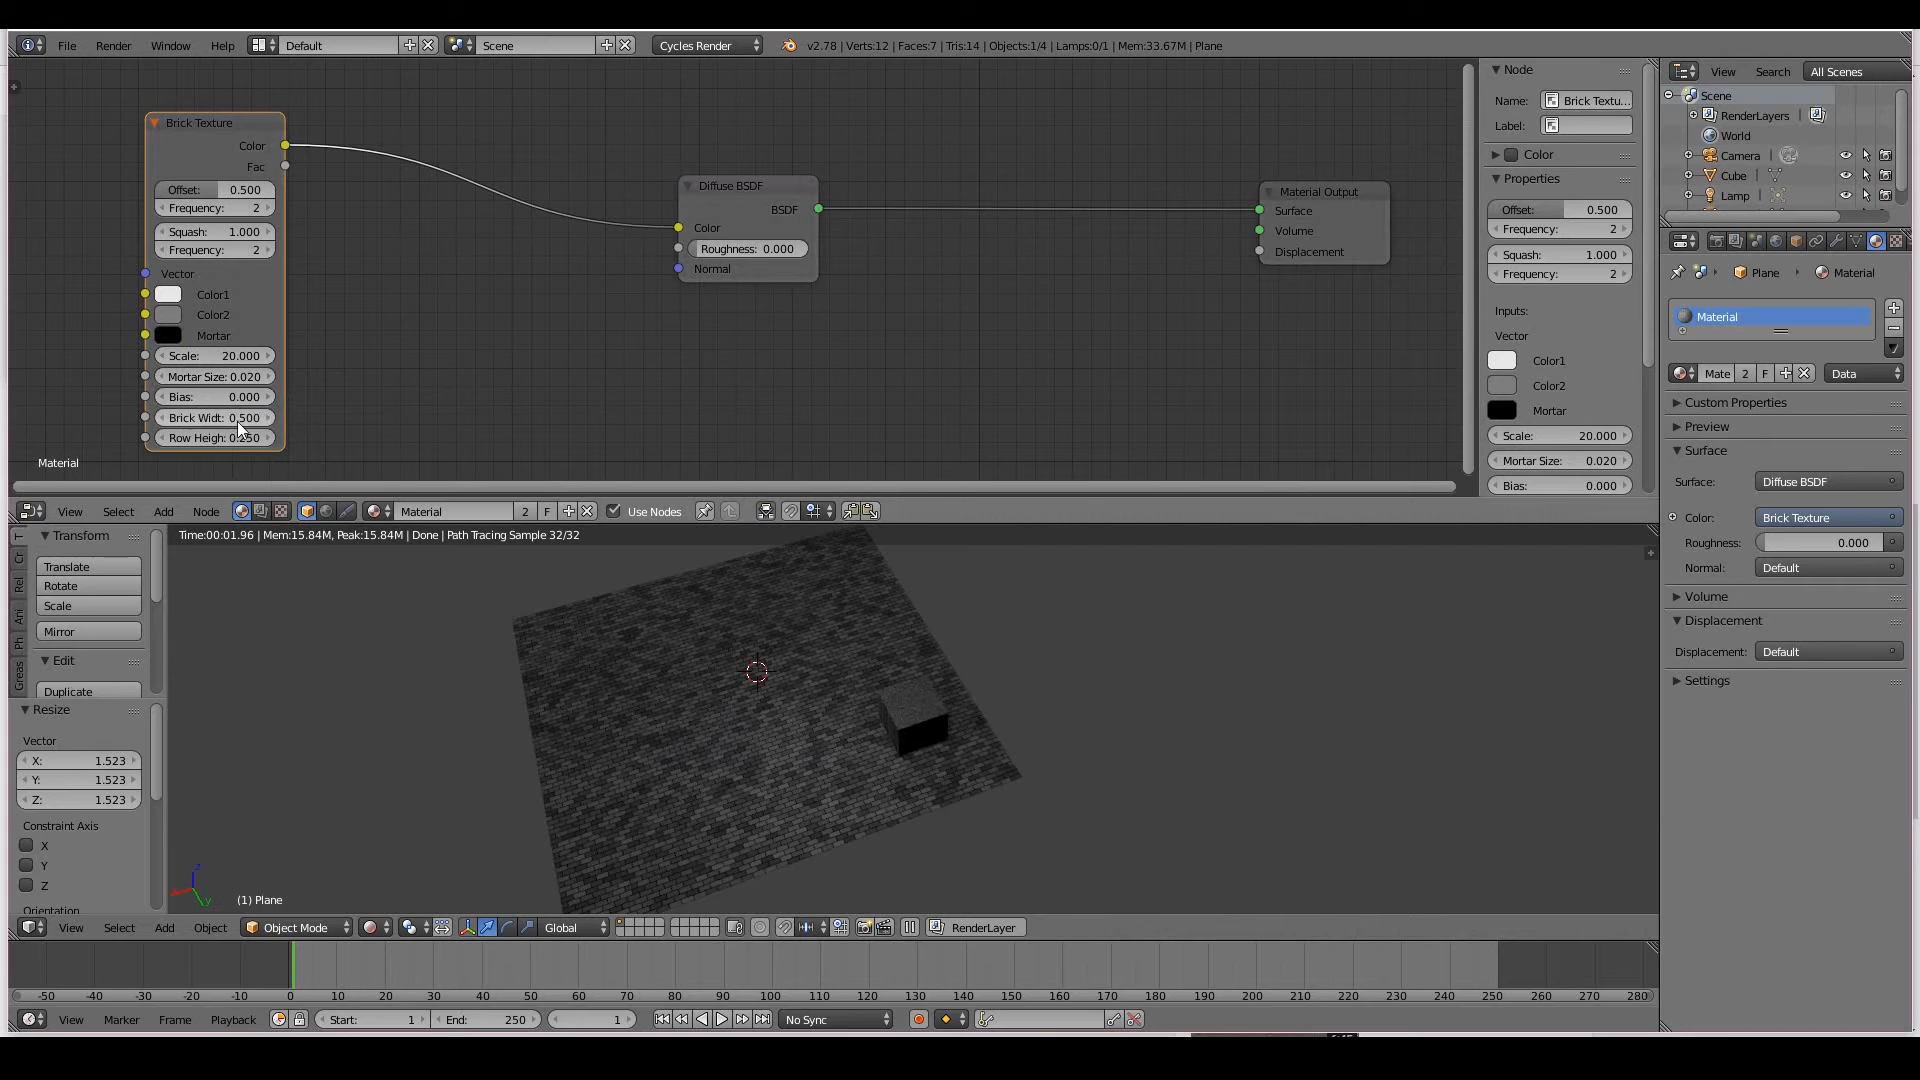 File Render Window Help Default Scene Cycles Render v2.78 | Verts:12 | Faces:7 | Tris:14 | Objects:1/4 | Lamps:0/1 | Mem:33.67M | Plane
Brick Texture
Color
Fac
Offset: 0.500
Frequency: 2
Squash: 1.000
Frequency: 2
Vector
Color1
Color2
Mortar
Scale: 20.000
Mortar Size: 0.020
Bias: 0.000
Brick Widt: 0.500
Row Heigh: 0.250
Material
Diffuse BSDF
BSDF
Color
Roughness: 0.000
Normal
Material Output
Surface
Volume
Displacement
Node
Name: Brick Textu...
Label:
Color
Properties
Offset: 0.500
Frequency: 2
Squash: 1.000
Frequency: 2
Inputs:
Vector
Color1
Color2
Mortar
Scale: 20.000
Mortar Size: 0.020
Bias: 0.000
View Search All Scenes
Scene
RenderLayers
World
Camera
Cube
Lamp
Plane Material
Material
Mate 2 F Data
Custom Properties
Preview
Surface
Surface: Diffuse BSDF
Color: Brick Texture
Roughness: 0.000
Normal: Default
Volume
Displacement
Displacement: Default
Settings
View Select Add Node Material 2 F Use Nodes
T
Cr
Rel
Ani
Ph
Greas
Transform
Translate
Rotate
Scale
Mirror
Edit
Duplicate
Resize
Vector
X: 1.523
Y: 1.523
Z: 1.523
Constraint Axis
X
Y
Z
Orientation
Time:00:01.96 | Mem:15.84M, Peak:15.84M | Done | Path Tracing Sample 32/32
(1) Plane
View Select Add Object Object Mode Global RenderLayer
-50 -40 -30 -20 -10 0 10 20 30 40 50 60 70 80 90 100 110 120 130 140 150 160 170 180 190 200 210 220 230 240 250 260 270 280
View Marker Frame Playback Start: 1 End: 250 1 No Sync